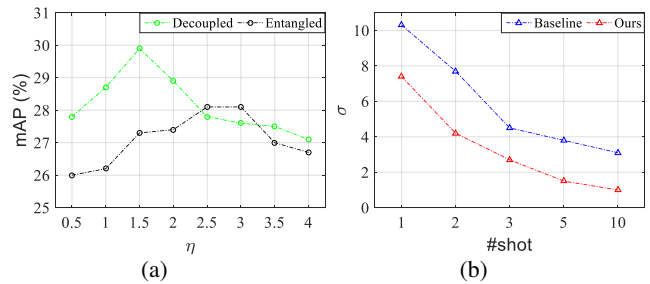 Decoupled Entangled
31
30
29
28
27
26
25
mAP (%)
0.5 1 1.5 2 2.5 3 3.5 4
η
(a)
Baseline Ours
10
8
6
4
2
0
σ
1 2 3 5 10
#shot
(b)